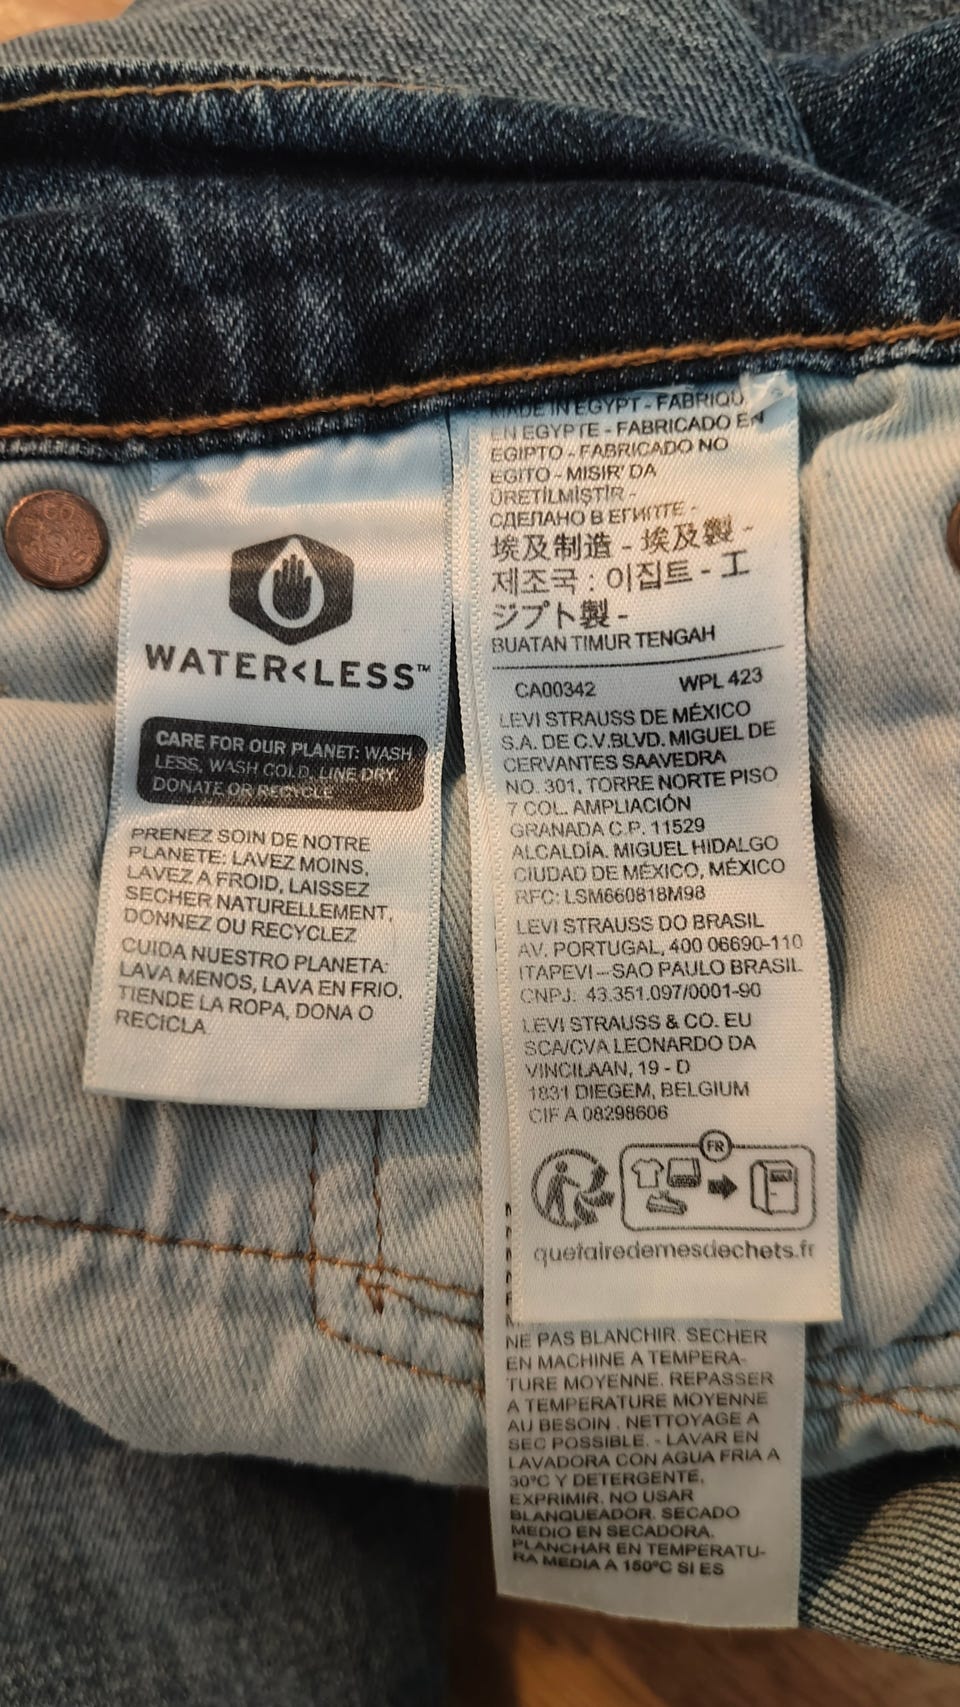 WATER<LESS™
CARE FOR OUR PLANET: WASH
LESS, WASH COLD, LINE DRY,
DONATE OR RECYCLE
PRENEZ SOIN DE NOTRE
PLANETE: LAVEZ MOINS,
LAVEZ A FROID, LAISSEZ
SECHER NATURELLEMENT,
DONNEZ OU RECYCLEZ
CUIDA NUESTRO PLANETA:
LAVA MENOS, LAVA EN FRIO,
TIENDE LA ROPA, DONA O
RECICLA
MADE IN EGYPT - FABRIQU
EN EGYPTE - FABRICADO EN
EGIPTO - FABRICADO NO
EGITO - MISIR' DA
ÜRETİLMİŞTİR -
СДЕЛАНО В ЕГИПТЕ -
埃及制造 - 埃及製 -
제조국 : 이집트 - エ
ジプト製 -
BUATAN TIMUR TENGAH
CA00342 WPL 423
LEVI STRAUSS DE MÉXICO
S.A. DE C.V.BLVD. MIGUEL DE
CERVANTES SAAVEDRA
NO. 301, TORRE NORTE PISO
7 COL. AMPLIACIÓN
GRANADA C.P. 11529
ALCALDÍA. MIGUEL HIDALGO
CIUDAD DE MÉXICO, MÉXICO
RFC: LSM660818M98
LEVI STRAUSS DO BRASIL
AV. PORTUGAL, 400 06690-110
ITAPEVI – SAO PAULO BRASIL
CNPJ: 43.351.097/0001-90
LEVI STRAUSS & CO. EU
SCA/CVA LEONARDO DA
VINCILAAN, 19 - D
1831 DIEGEM, BELGIUM
CIF A 08298606
FR
quefairedemesdechets.fr
NE PAS BLANCHIR. SECHER
EN MACHINE A TEMPERA-
TURE MOYENNE. REPASSER
A TEMPERATURE MOYENNE
AU BESOIN . NETTOYAGE A
SEC POSSIBLE. - LAVAR EN
LAVADORA CON AGUA FRIA A
30°C Y DETERGENTE,
EXPRIMIR. NO USAR
BLANQUEADOR. SECADO
MEDIO EN SECADORA.
PLANCHAR EN TEMPERATU-
RA MEDIA A 150°C SI ES